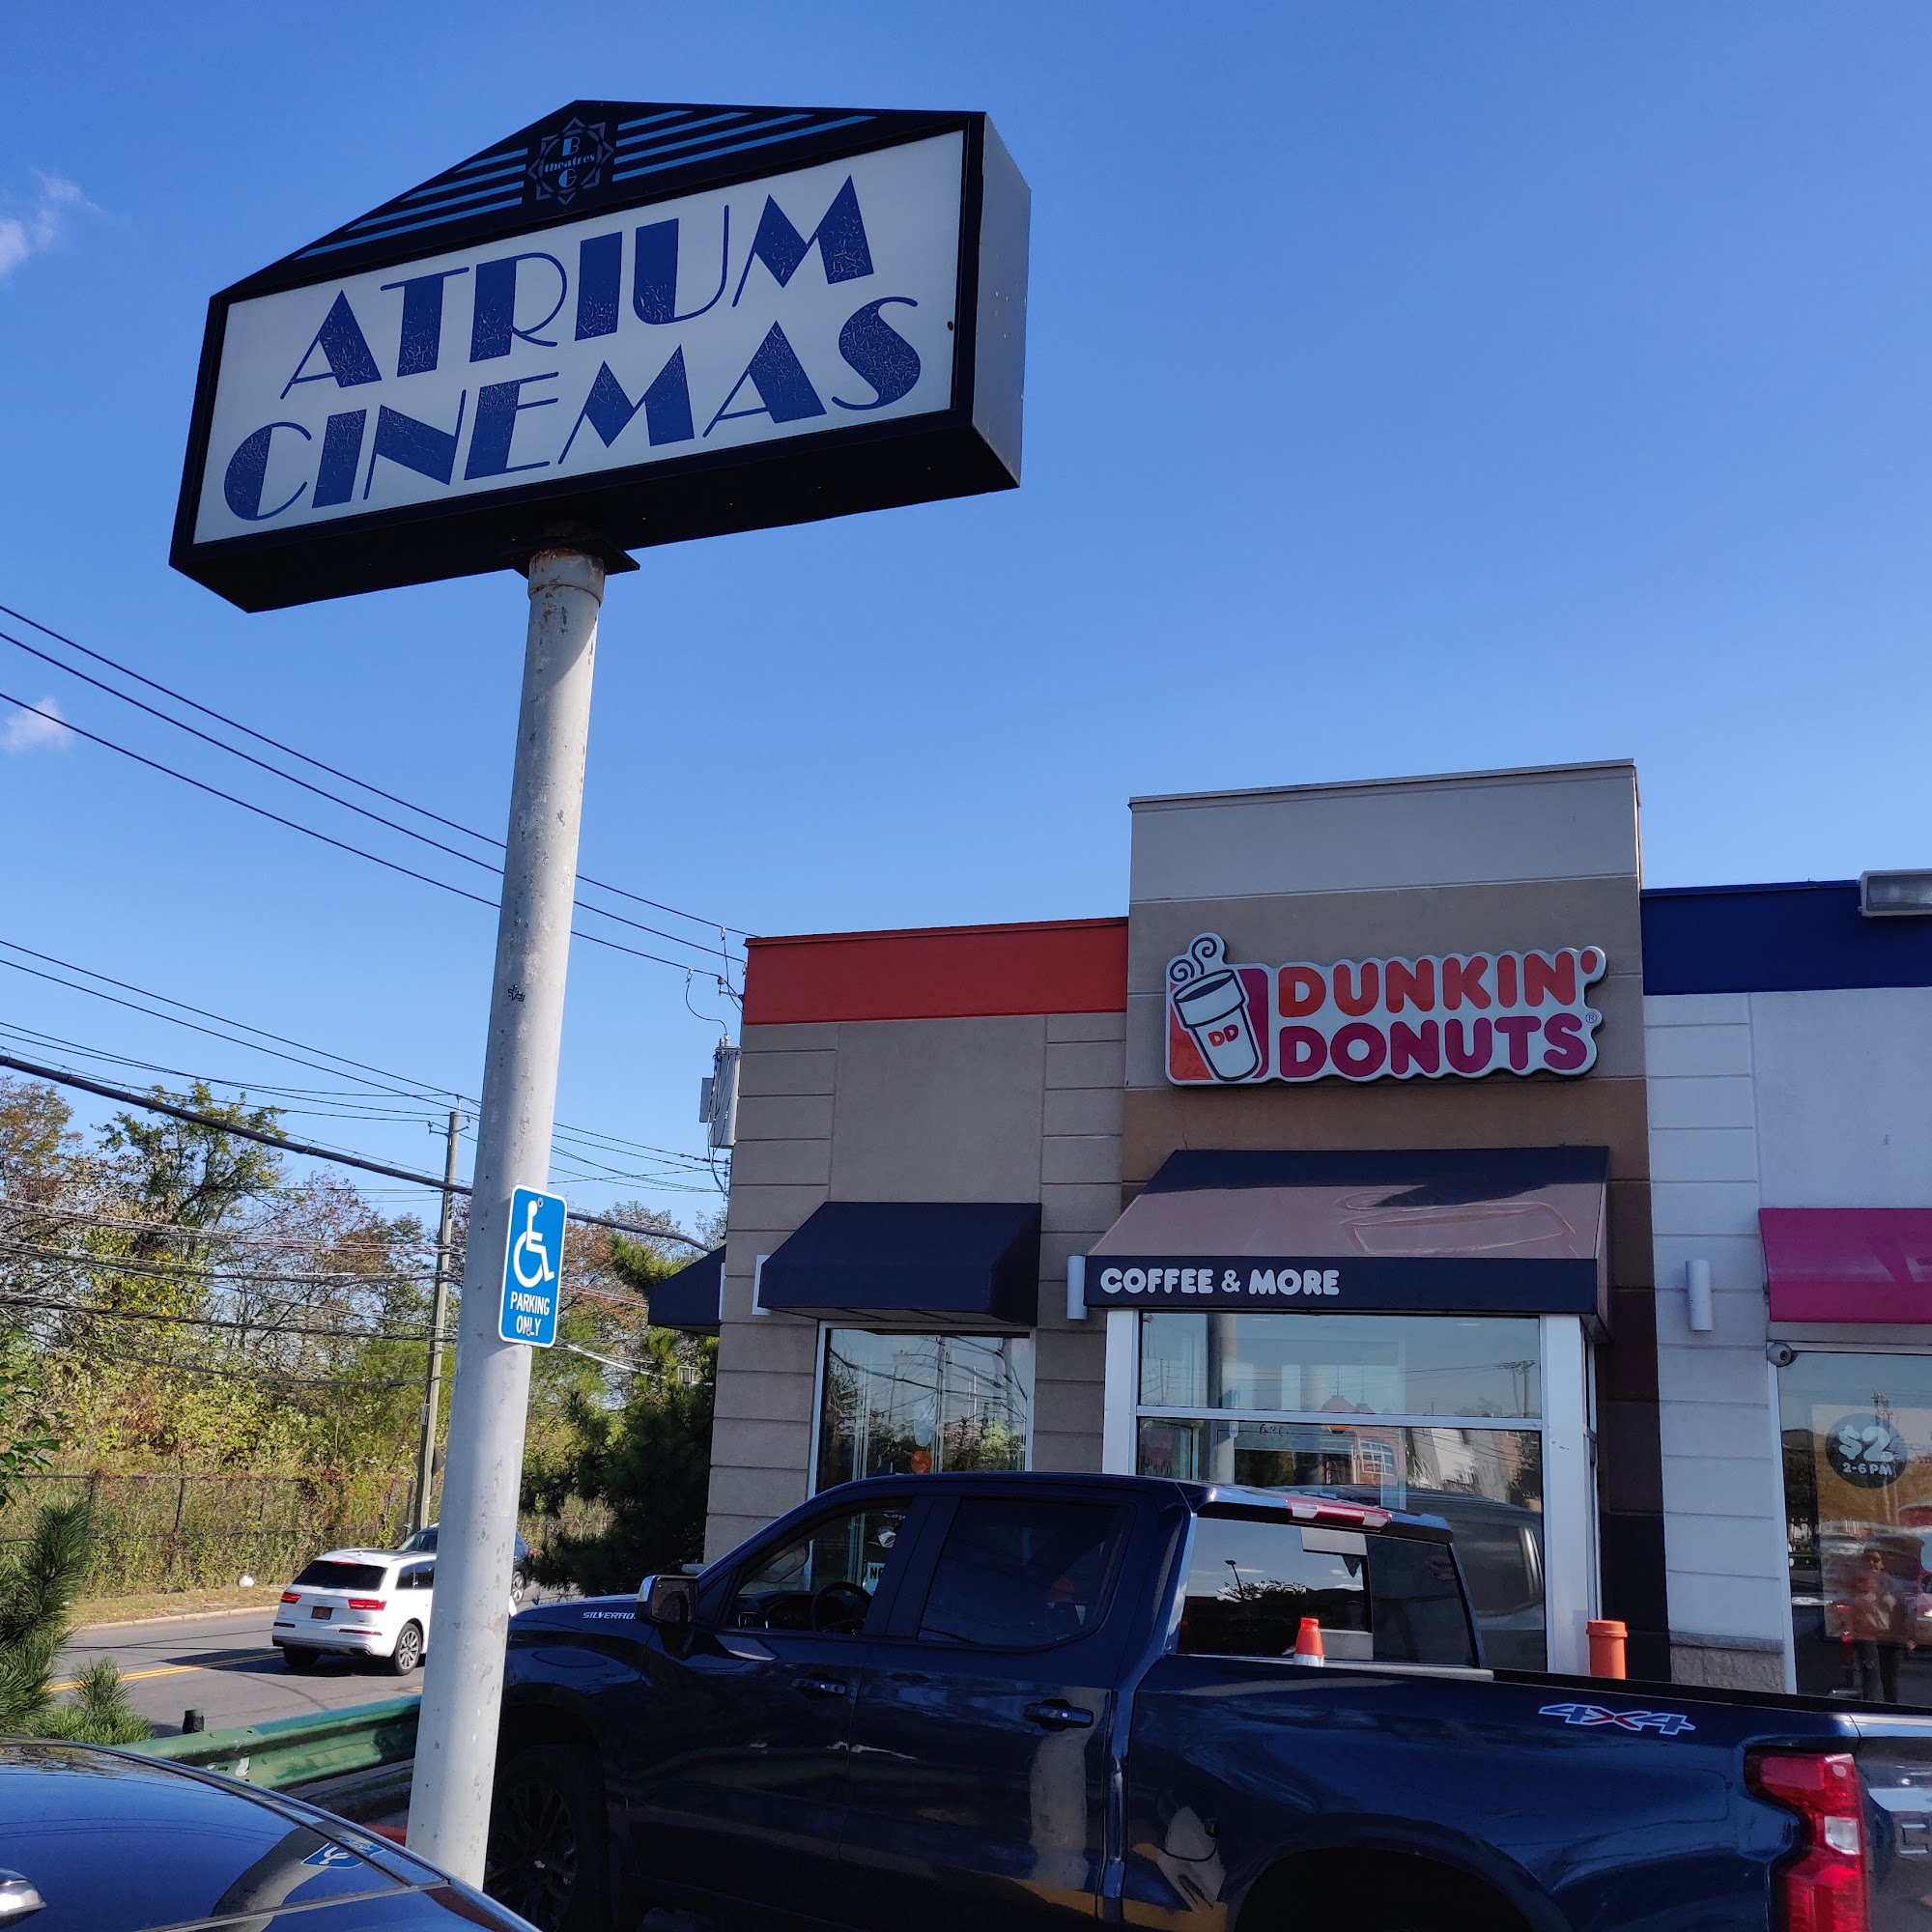 B
theatres
G
ATRIUM
CINEMAS
DUNKIN'
DONUTS®
DD
COFFEE & MORE
PARKING
ONLY
$2
2-6 PM
SILVERADO
4X4